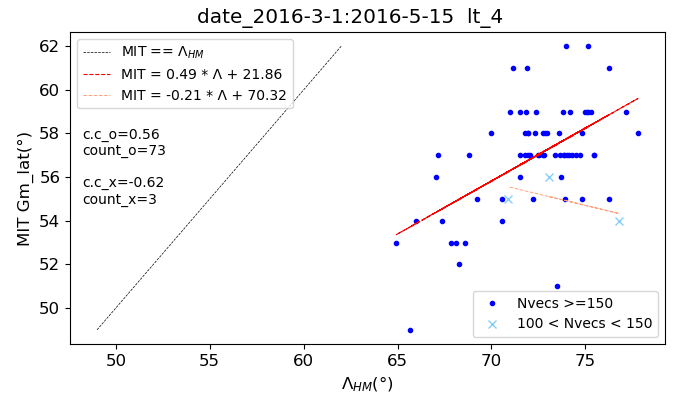 date_2016-3-1:2016-5-15  lt_4
MIT == Λ_HM
MIT = 0.49 * Λ + 21.86
MIT = -0.21 * Λ + 70.32
c.c_o=0.56
count_o=73
c.c_x=-0.62
count_x=3
MIT Gm_lat(°)
62
60
58
56
54
52
50
Nvecs >=150
100 < Nvecs < 150
50 55 60 65 70 75
Λ_HM(°)